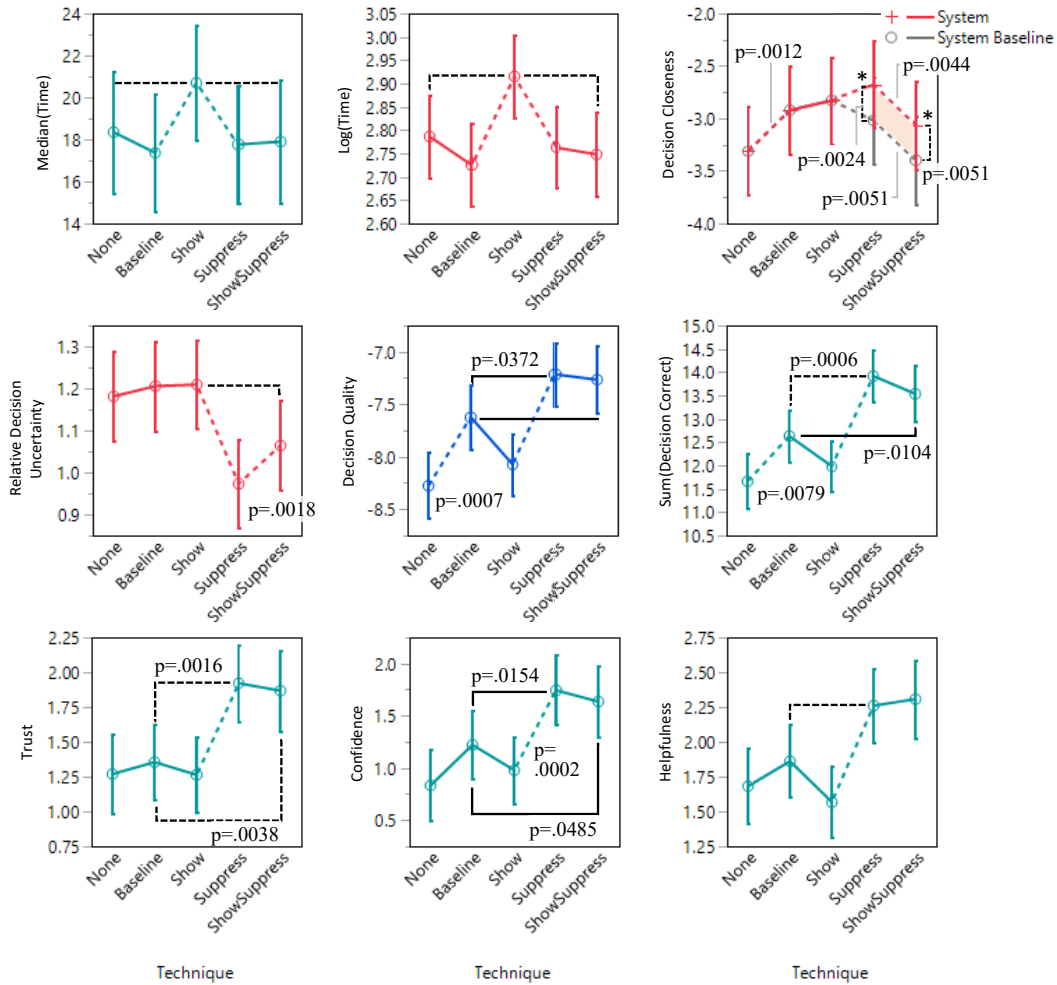 24
22
20
18
16
14
Median(Time)
None
Baseline
Show
Suppress
ShowSuppress
3.05
3.00
2.95
2.90
2.85
2.80
2.75
2.70
2.65
2.60
Log(Time)
None
Baseline
Show
Suppress
ShowSuppress
System
System Baseline
-2.0
-2.5
-3.0
-3.5
-4.0
Decision Closeness
p=.0012
*
p=.0044
*
p=.0024
p=.0051
p=.0051
None
Baseline
Show
Suppress
ShowSuppress
1.3
1.2
1.1
1.0
0.9
Relative Decision
Uncertainty
p=.0018
None
Baseline
Show
Suppress
ShowSuppress
-7.0
-7.5
-8.0
-8.5
Decision Quality
p=.0372
p=.0007
None
Baseline
Show
Suppress
ShowSuppress
15.0
14.5
14.0
13.5
13.0
12.5
12.0
11.5
11.0
10.5
Sum(Decision Correct)
p=.0006
p=.0104
p=.0079
None
Baseline
Show
Suppress
ShowSuppress
2.25
2.00
1.75
1.50
1.25
1.00
0.75
Trust
p=.0016
p=.0038
None
Baseline
Show
Suppress
ShowSuppress
Technique
2.0
1.5
1.0
0.5
Confidence
p=.0154
p=
.0002
p=.0485
None
Baseline
Show
Suppress
ShowSuppress
Technique
2.75
2.50
2.25
2.00
1.75
1.50
1.25
Helpfulness
None
Baseline
Show
Suppress
ShowSuppress
Technique